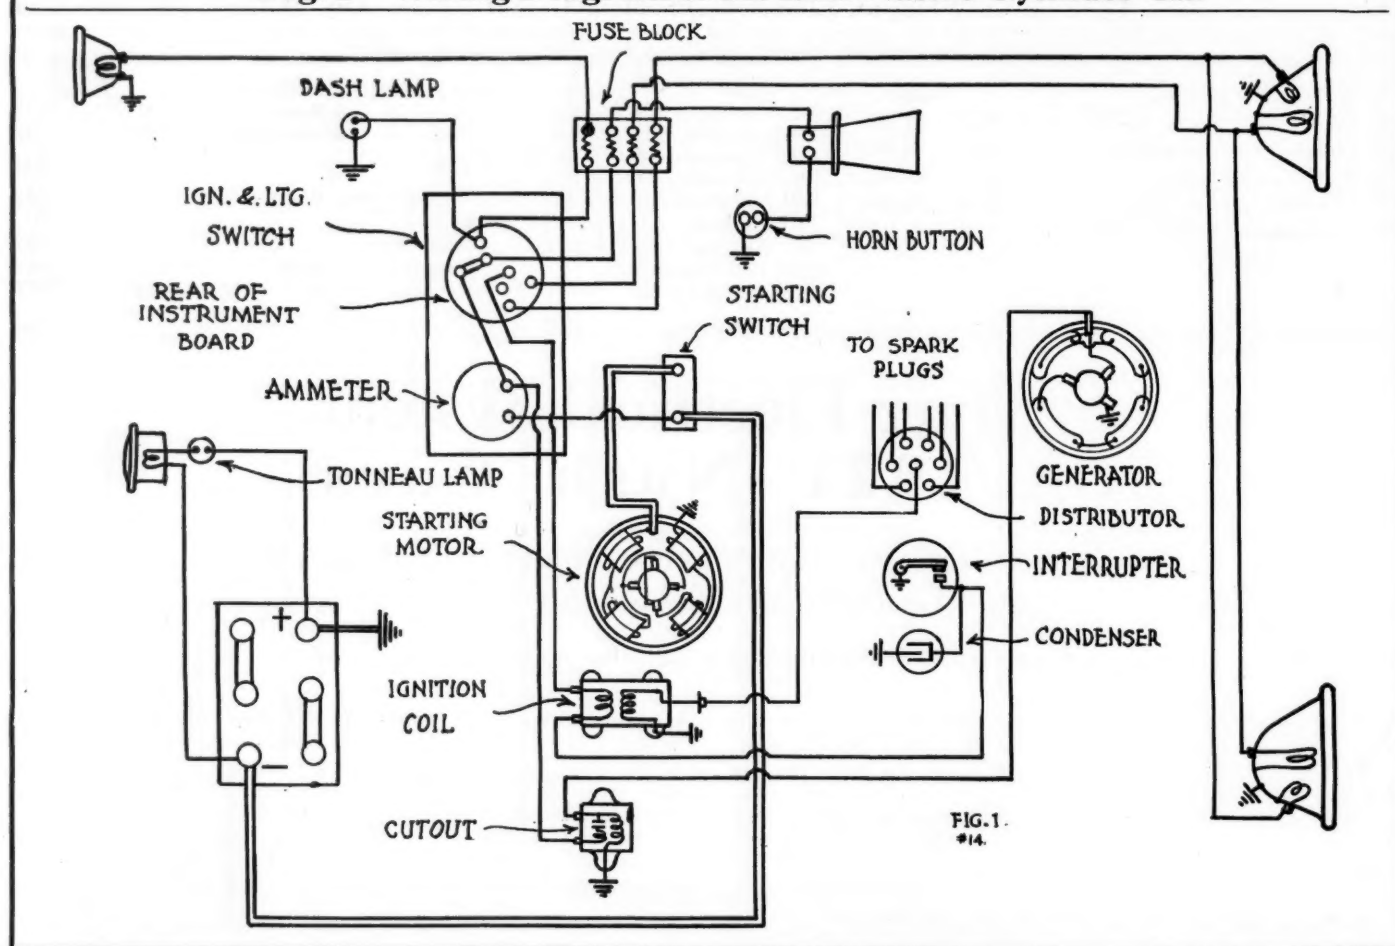 FUSE BLOCK
DASH LAMP
IGN. & LTG.
SWITCH
HORN BUTTON
REAR OF
INSTRUMENT
BOARD
STARTING
SWITCH
TO SPARK
PLUGS
AMMETER
TONNEAU LAMP
GENERATOR
STARTING
MOTOR
DISTRIBUTOR
INTERRUPTER
+
CONDENSER
IGNITION
COIL
–
CUTOUT
FIG. 1.
#14.